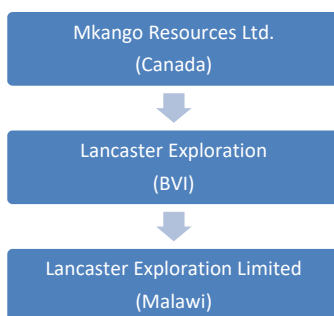 Mkango Resources Ltd.
(Canada)
Lancaster Exploration
(BVI)
Lancaster Exploration Limited
(Malawi)